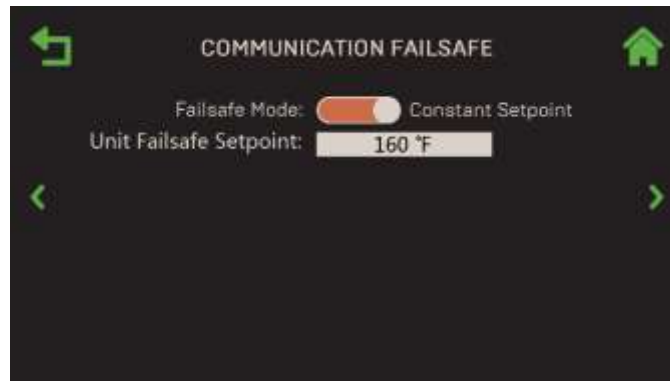 COMMUNICATION FAILSAFE
Failsafe Mode: Constant Setpoint
Unit Failsafe Setpoint: 160 °F